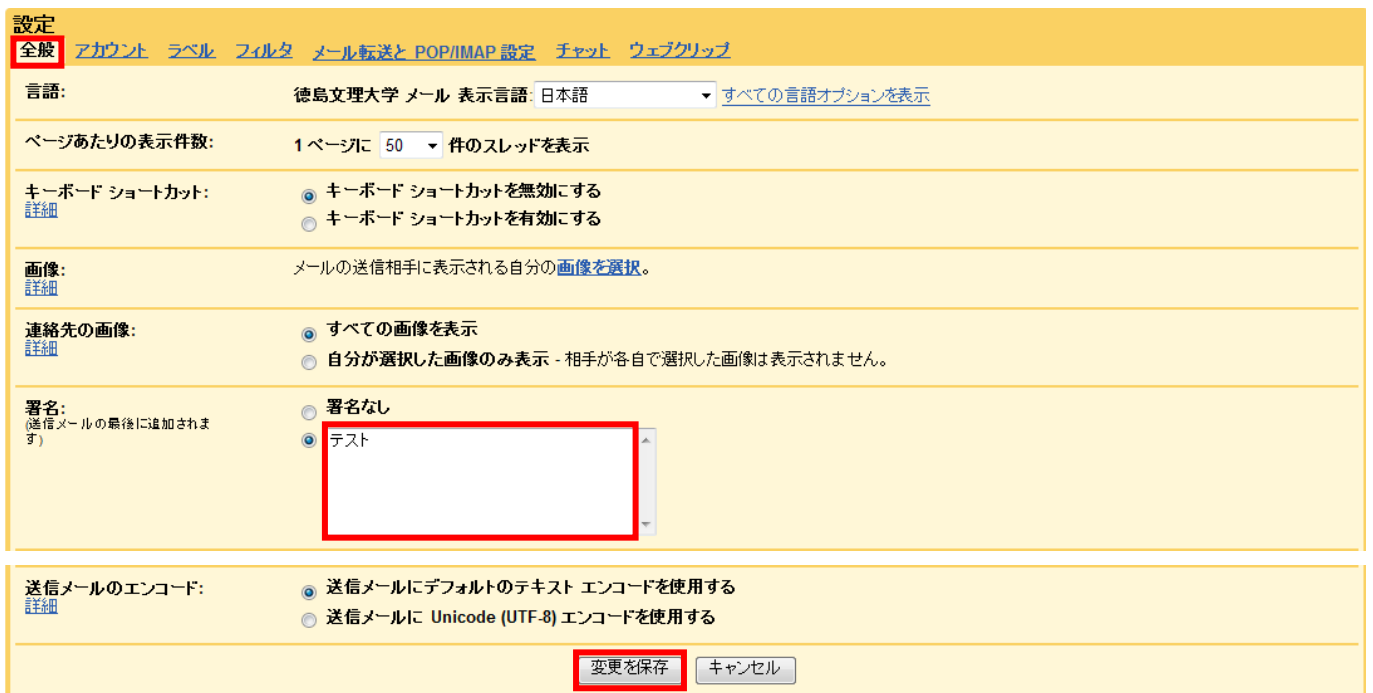 設定
全般 アカウント ラベル フィルタ メール転送と POP/IMAP 設定 チャット ウェブクリップ
言語: 徳島文理大学 メール 表示言語: 日本語 すべての言語オプションを表示
ページあたりの表示件数: 1 ページに 50 件のスレッドを表示
キーボード ショートカット: キーボード ショートカットを無効にする
詳細
キーボード ショートカットを有効にする
画像: メールの送信相手に表示される自分の画像を選択。
詳細
連絡先の画像: すべての画像を表示
詳細
自分が選択した画像のみ表示 - 相手が各自で選択した画像は表示されません。
署名: 署名なし
(送信メールの最後に追加されま
す)
テスト
送信メールのエンコード: 送信メールにデフォルトのテキスト エンコードを使用する
詳細
送信メールに Unicode (UTF-8) エンコードを使用する
変更を保存 キャンセル